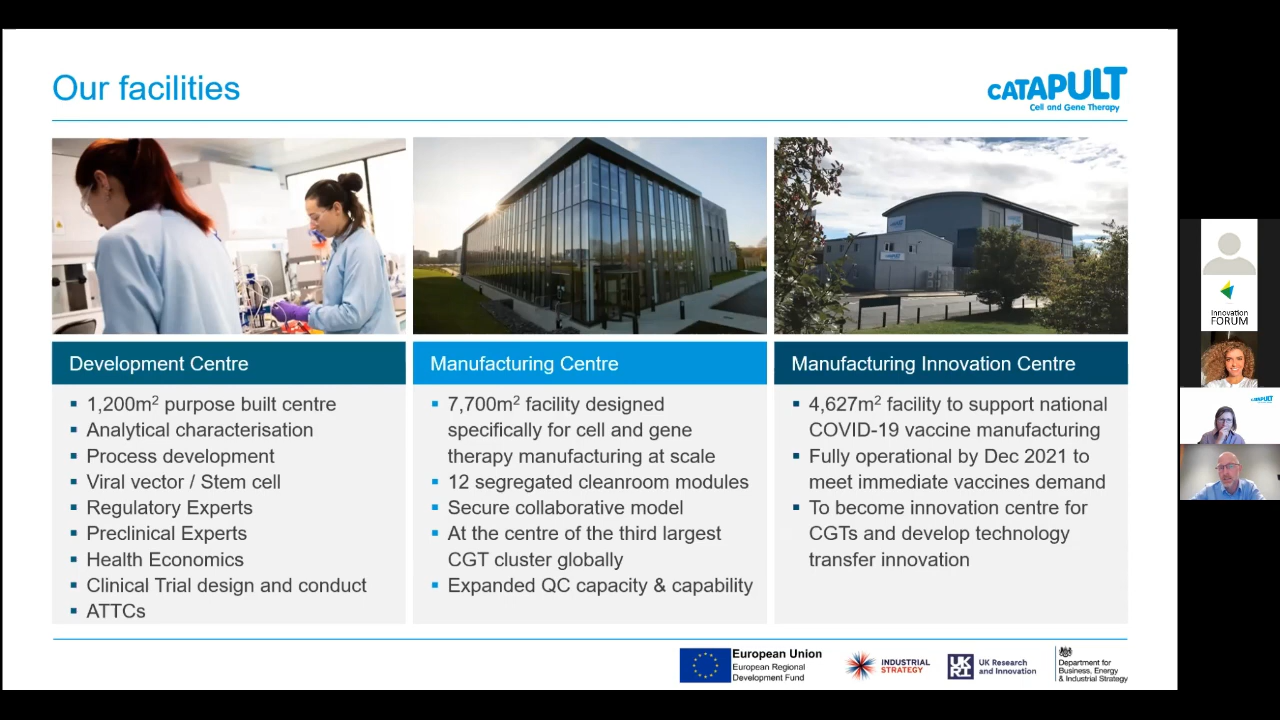 Our facilities
CATAPULT
Cell and Gene Therapy
Development Centre
▪ 1,200m² purpose built centre
▪ Analytical characterisation
▪ Process development
▪ Viral vector / Stem cell
▪ Regulatory Experts
▪ Preclinical Experts
▪ Health Economics
▪ Clinical Trial design and conduct
▪ ATTCs
Manufacturing Centre
▪ 7,700m² facility designed
specifically for cell and gene
therapy manufacturing at scale
▪ 12 segregated cleanroom modules
▪ Secure collaborative model
▪ At the centre of the third largest
CGT cluster globally
▪ Expanded QC capacity & capability
CATAPULT
Manufacturing Innovation Centre
▪ 4,627m² facility to support national
COVID-19 vaccine manufacturing
▪ Fully operational by Dec 2021 to
meet immediate vaccines demand
▪ To become innovation centre for
CGTs and develop technology
transfer innovation
European Union
European Regional
Development Fund
INDUSTRIAL
STRATEGY
UK
RI
UK Research
and Innovation
Department for
Business, Energy
& Industrial Strategy
Innovation
FORUM
CATAPULT